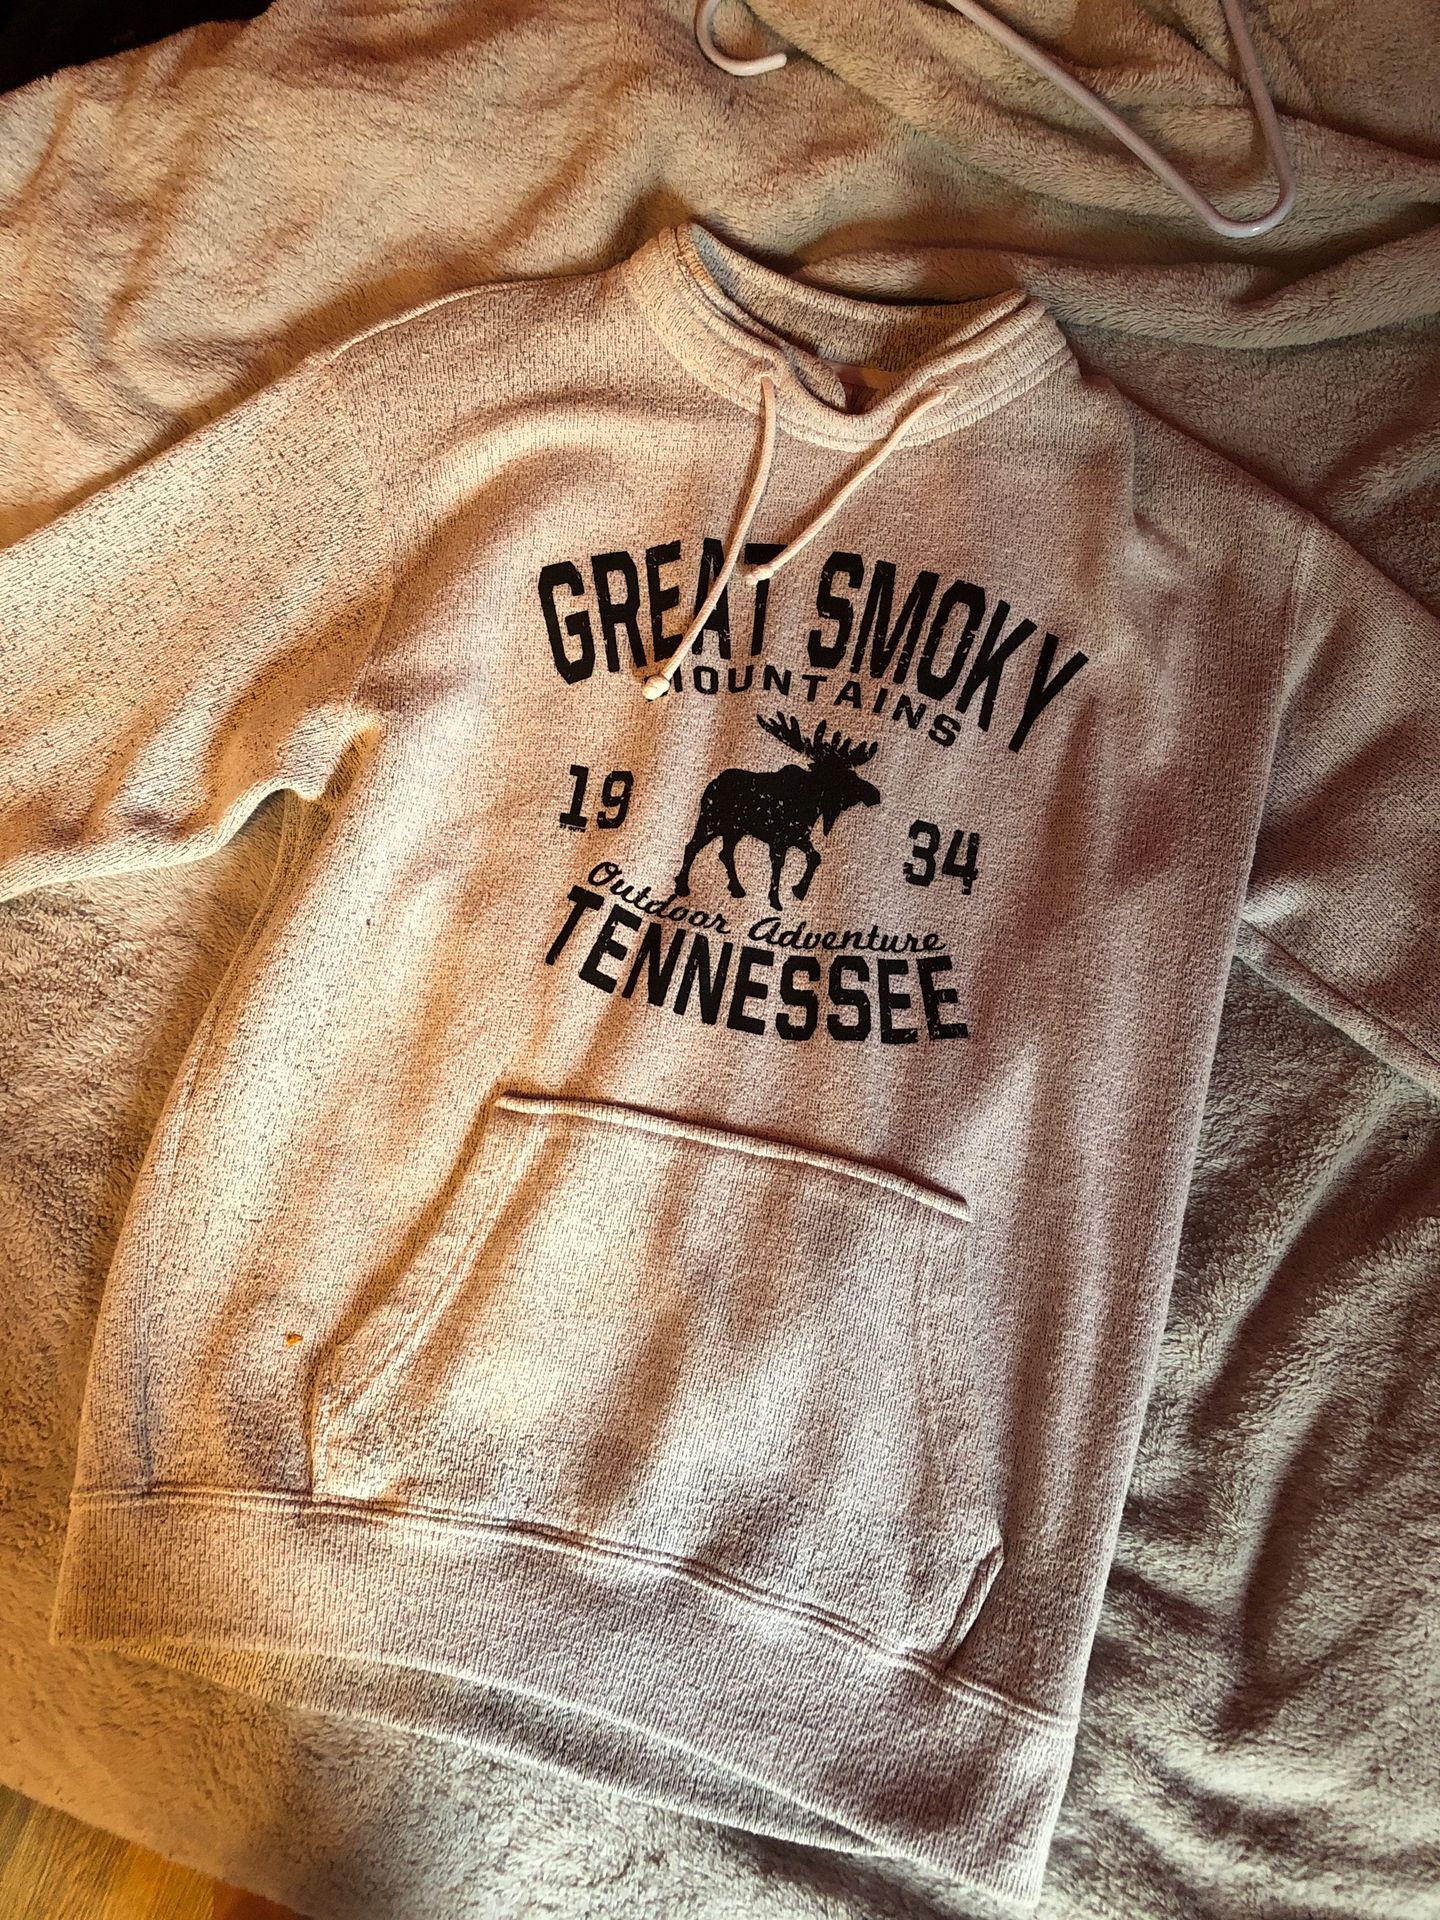 GREAT SMOKY
MOUNTAINS
19 34
Outdoor Adventure
TENNESSEE